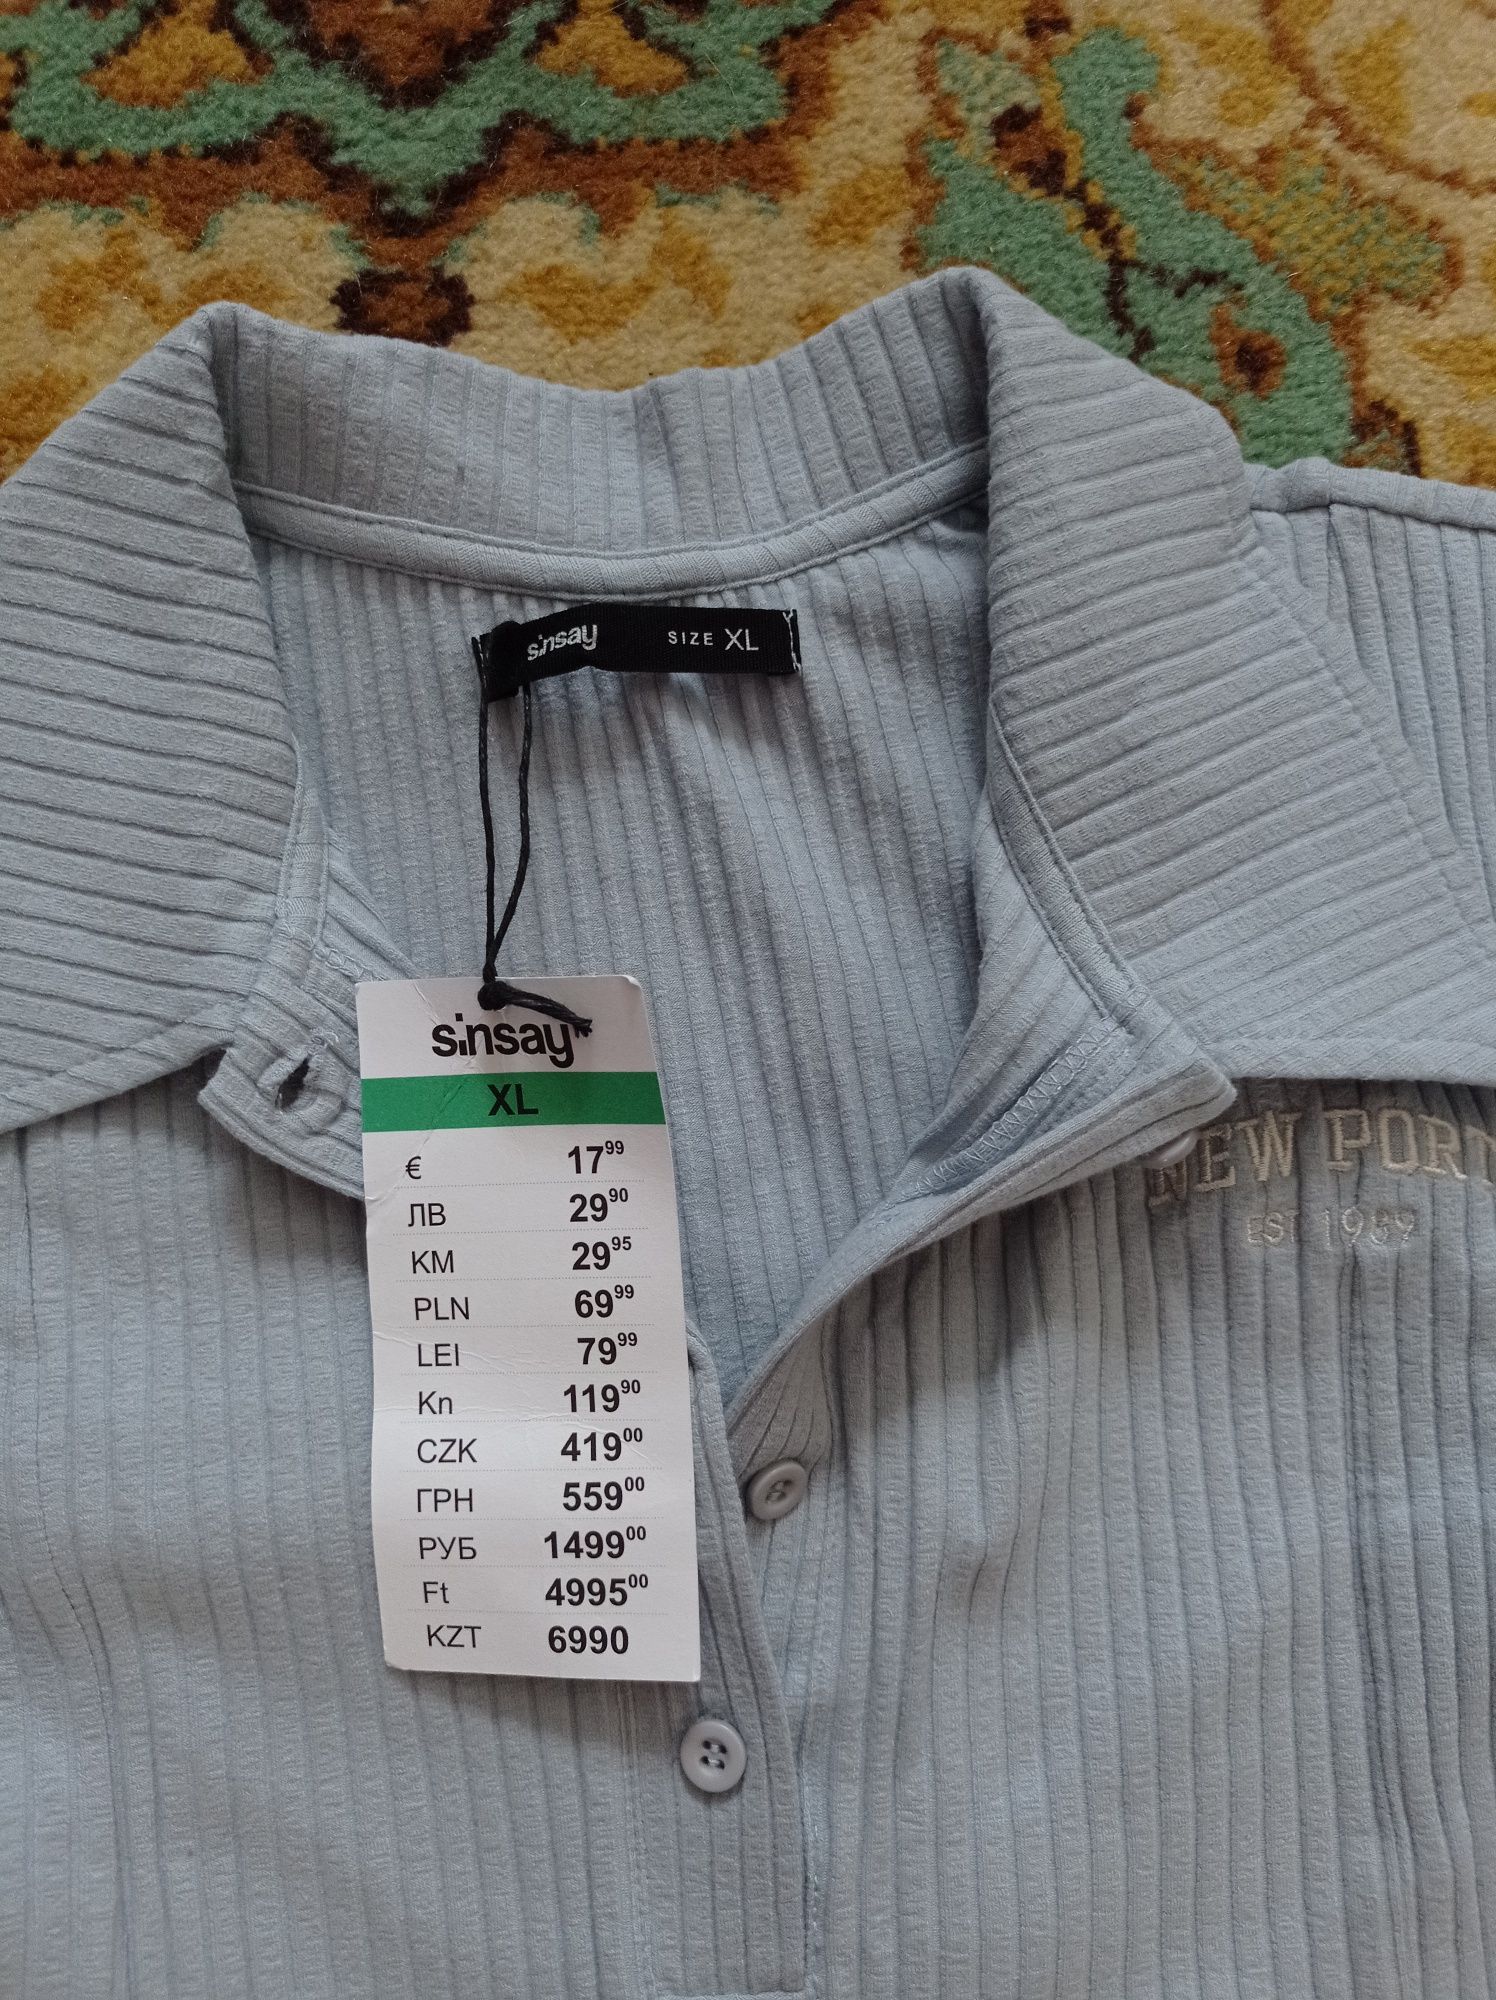 sinsay SIZE XL
sinsay
XL
€ 17⁹⁹
ЛВ 29⁹⁰
KM 29⁹⁵
PLN 69⁹⁹
LEI 79⁹⁹
Kn 119⁹⁰
CZK 419⁰⁰
ГРН 559⁰⁰
РУБ 1499⁰⁰
Ft 4995⁰⁰
KZT 6990
NEW PORT
EST. 1989